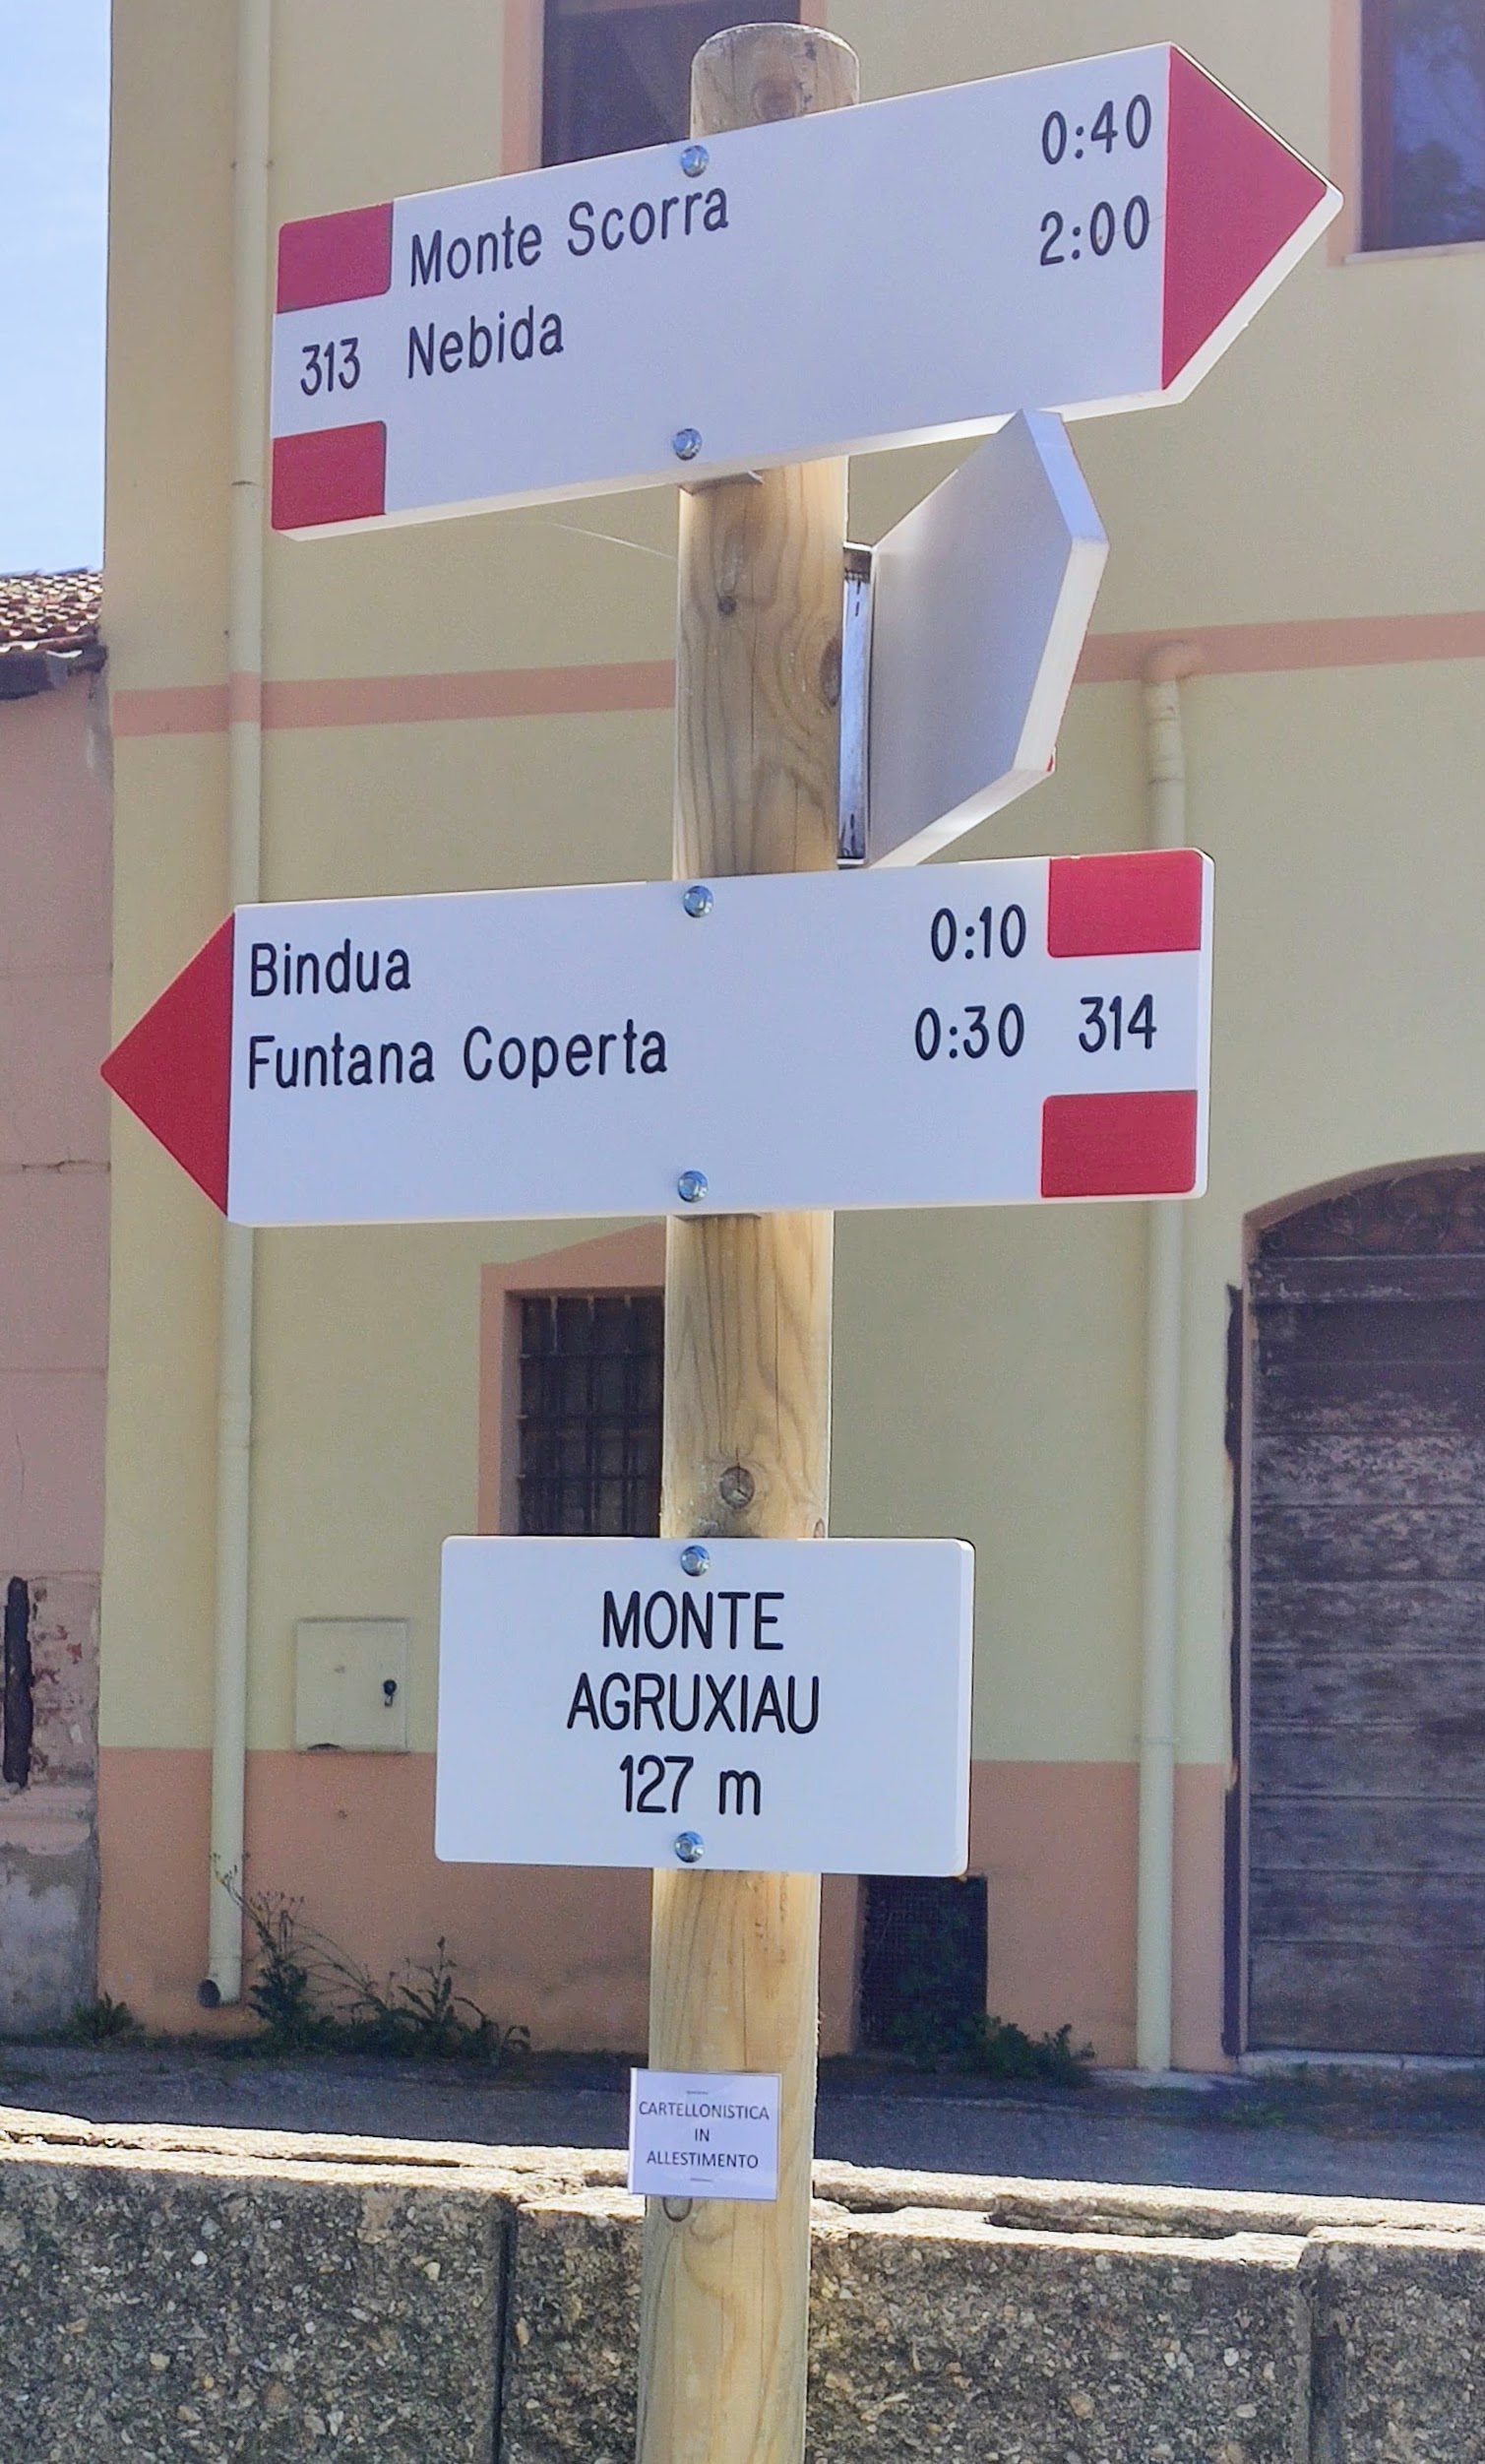 Monte Scorra 0:40
313 Nebida 2:00
Bindua 0:10
Funtana Coperta 0:30 314
MONTE
AGRUXIAU
127 m
CARTELLONISTICA
IN
ALLESTIMENTO